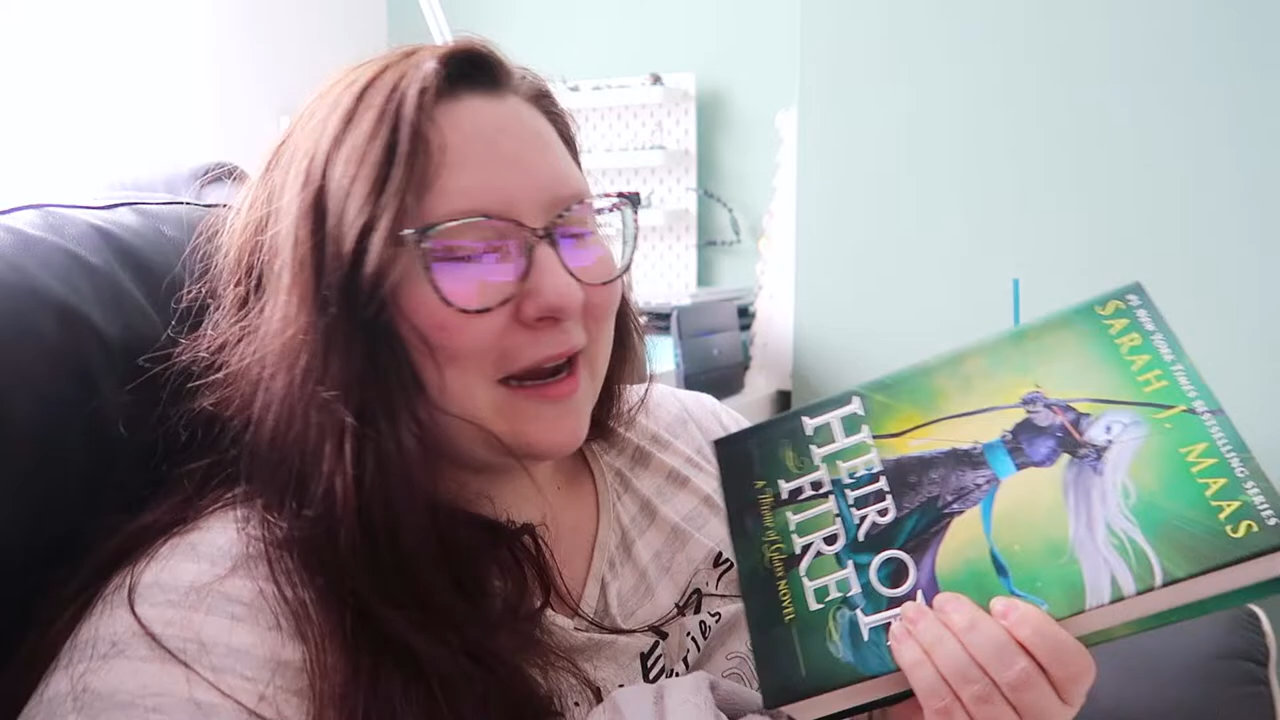 #1 NEW YORK TIMES BESTSELLING SERIES
SARAH J. MAAS
HEIR OF
FIRE
A Throne of Glass NOVEL